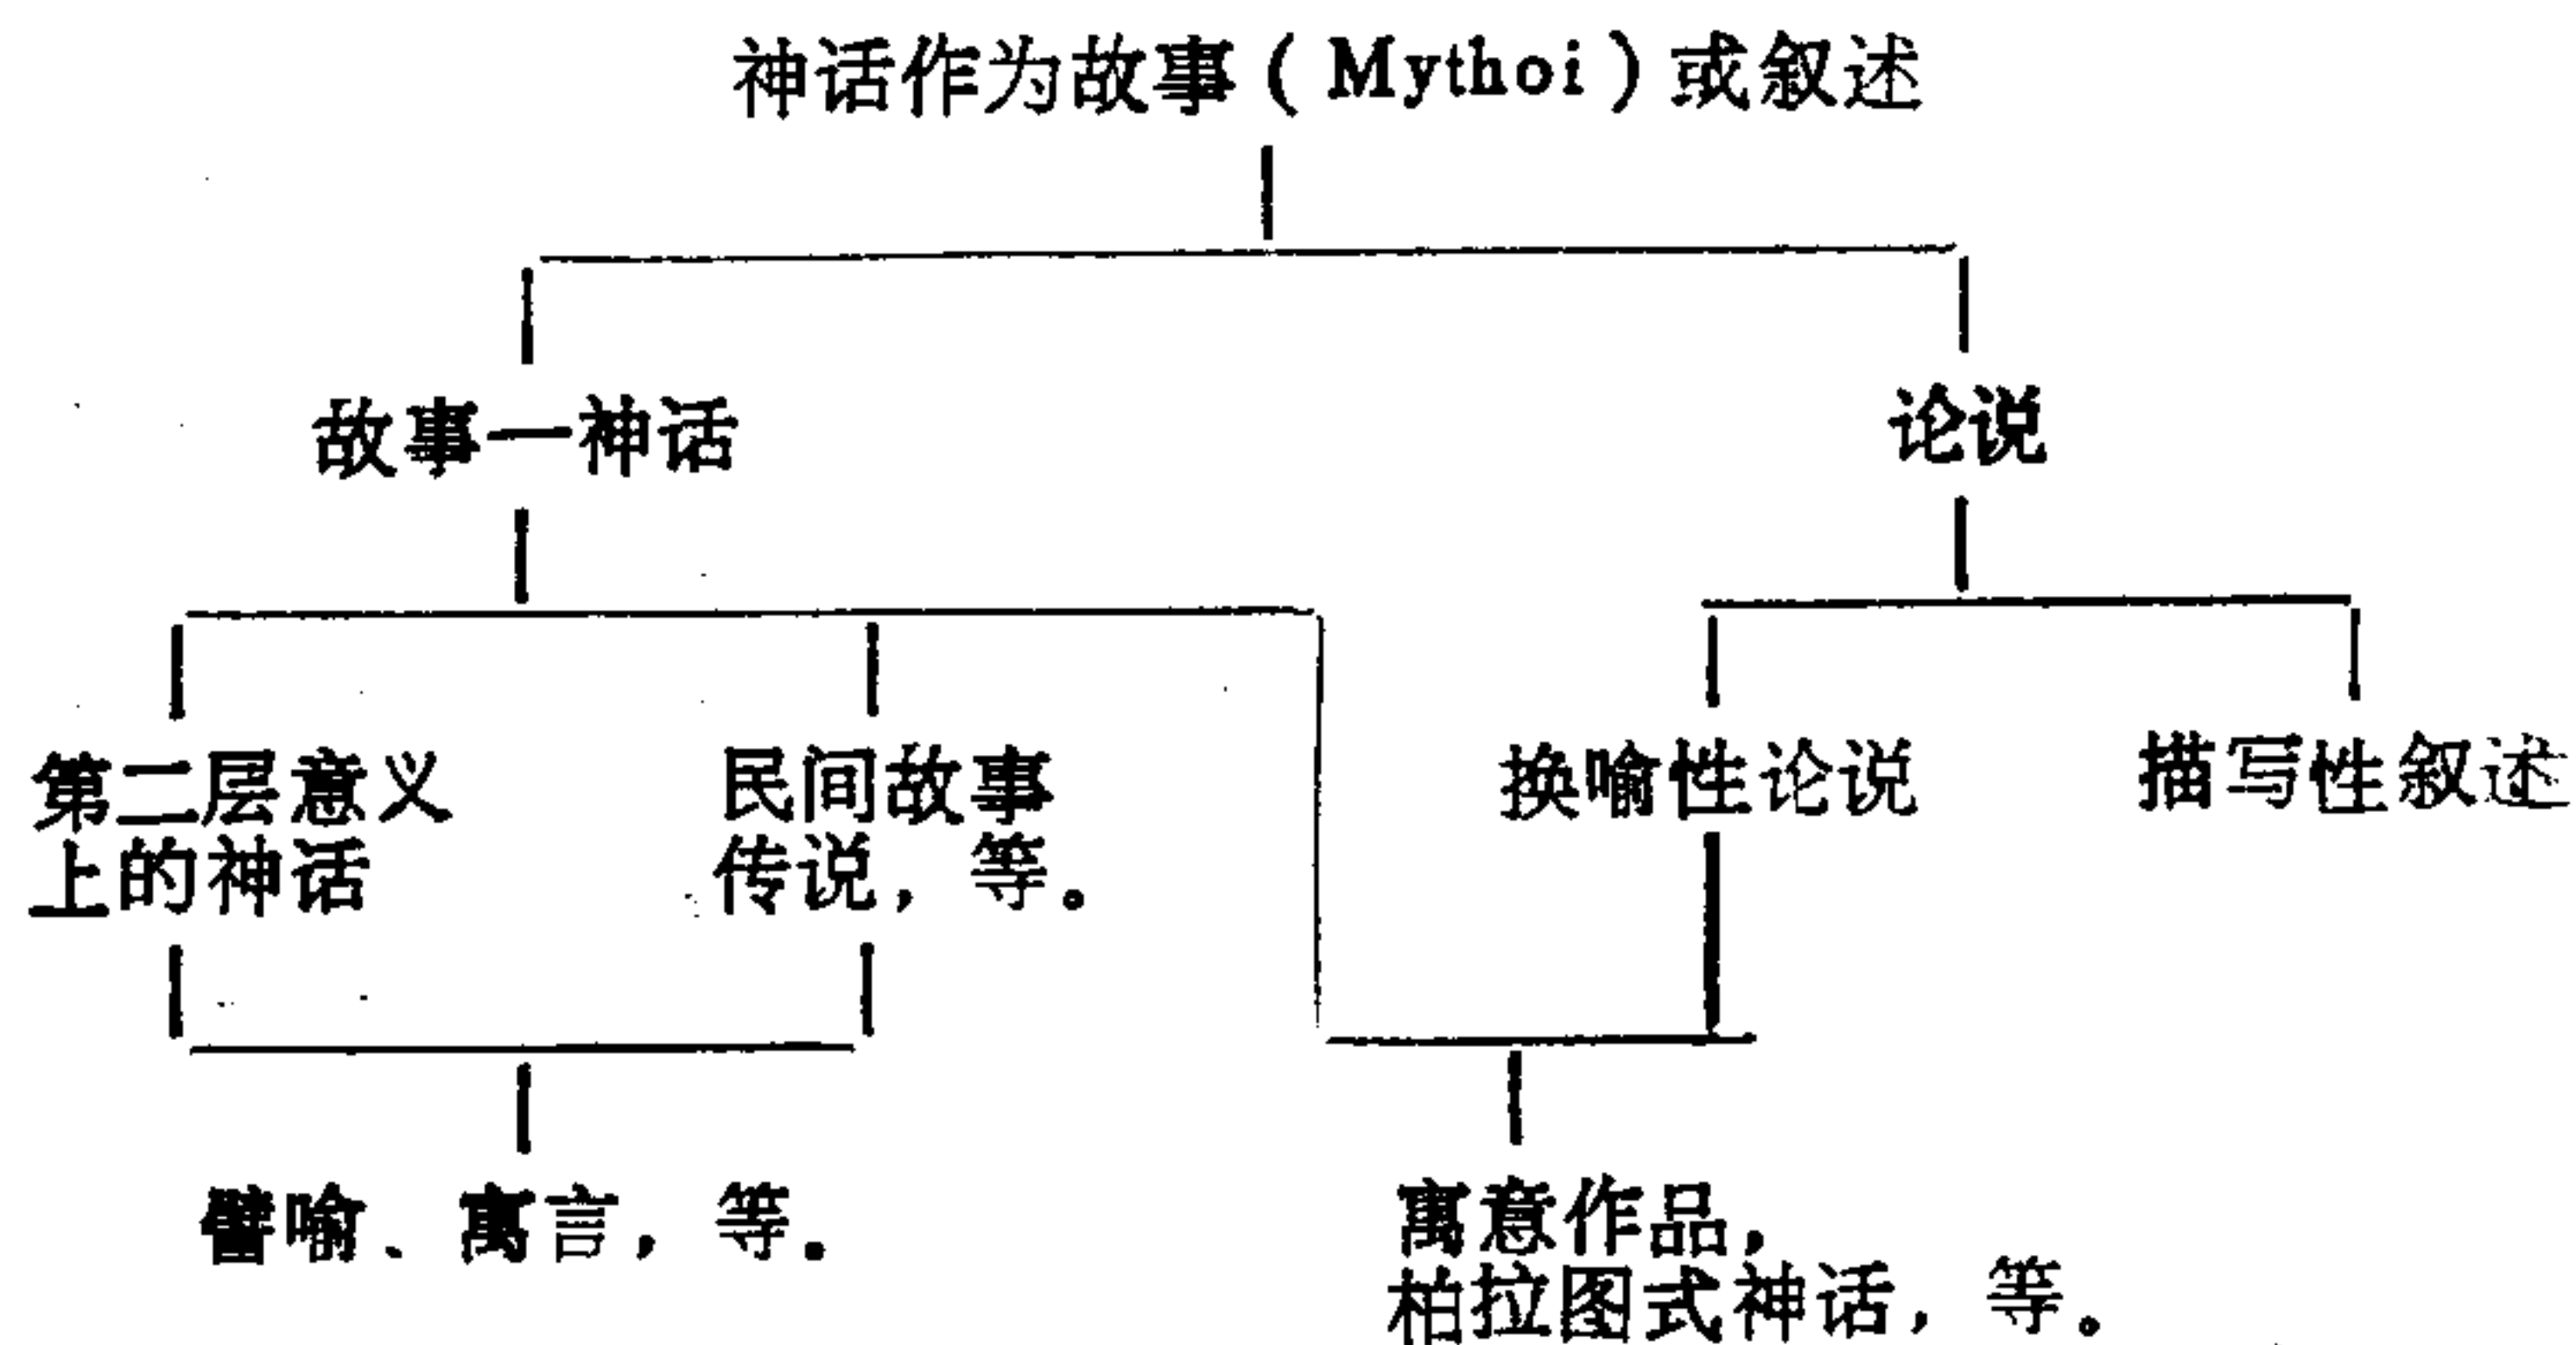 神话作为故事（Mythoi）或叙述
故事一神话
论说
第二层意义
上的神话
民间故事
传说，等。
换喻性论说
描写性叙述
譬喻、寓言，等。
寓意作品，
柏拉图式神话，等。